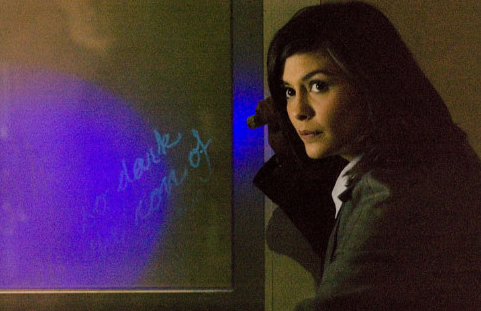 so dark
the con of